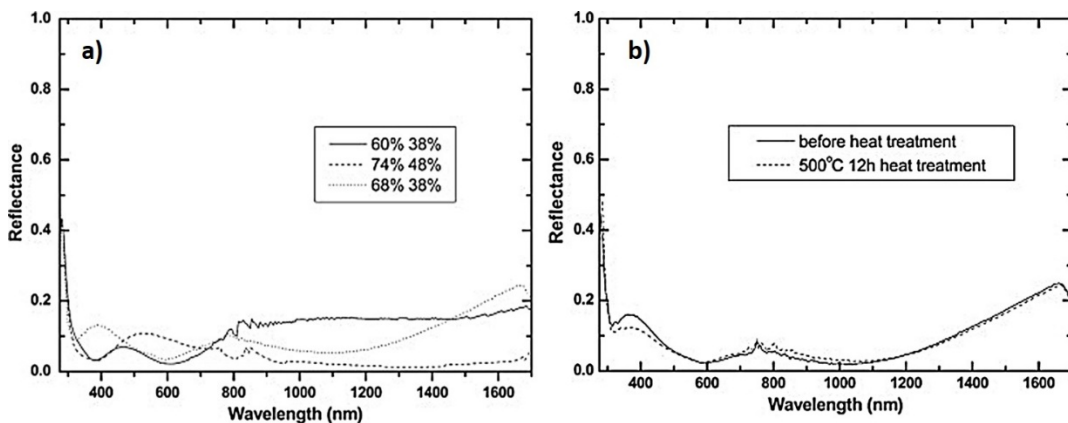 a)
1.0
0.8
0.6
0.4
0.2
0.0
Reflectance
60% 38%
74% 48%
68% 38%
400 600 800 1000 1200 1400 1600
Wavelength (nm)
b)
1.0
0.8
0.6
0.4
0.2
0.0
Reflectance
before heat treatment
500°C 12h heat treatment
400 600 800 1000 1200 1400 1600
Wavelength (nm)